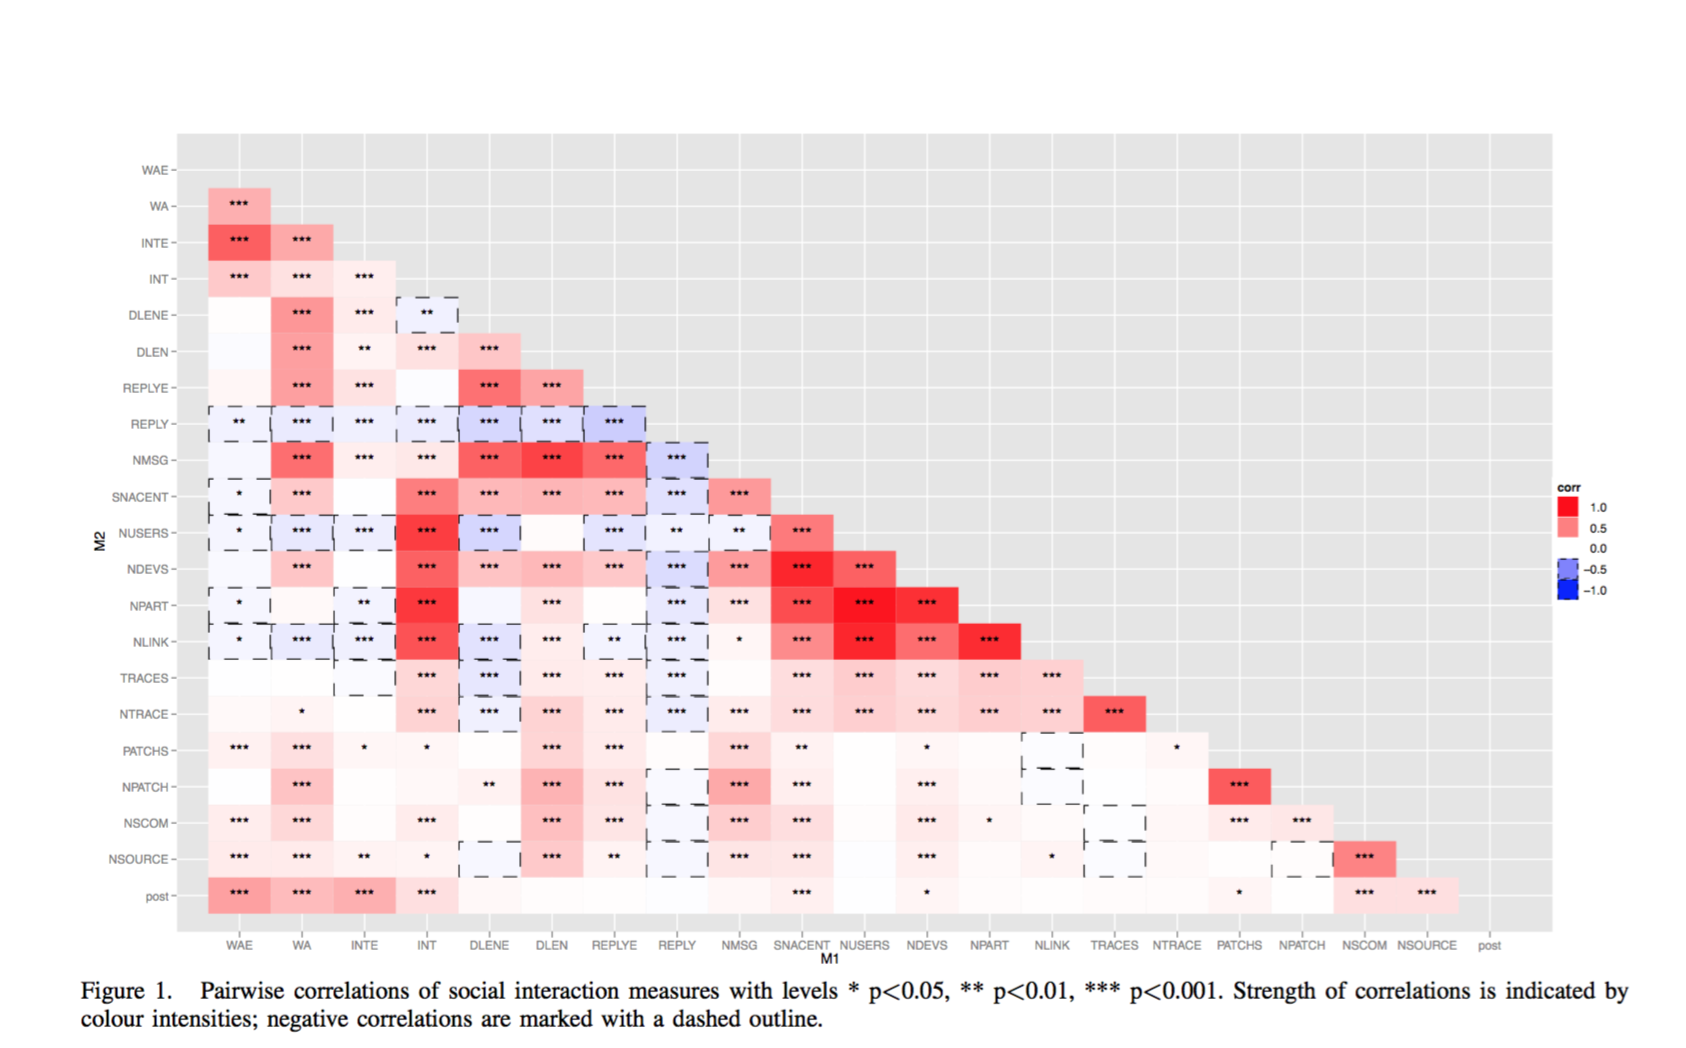 WAE
WA ***
INTE *** ***
INT *** *** ***
DLENE *** *** **
DLEN *** ** *** ***
REPLYE *** *** *** ***
REPLY ** *** *** *** *** *** ***
NMSG *** *** *** *** *** *** ***
SNACENT * *** *** *** *** *** *** ***
NUSERS * *** *** *** *** *** ** ** ***
NDEVS *** *** *** *** *** *** *** *** ***
NPART * ** *** *** *** *** *** *** ***
NLINK * *** *** *** *** *** ** *** * *** *** *** ***
TRACES *** *** *** *** *** *** *** *** *** ***
NTRACE * *** *** *** *** *** *** *** *** *** *** *** ***
PATCHS *** *** * * *** *** *** ** * *
NPATCH *** ** *** *** *** *** *** ***
NSCOM *** *** *** *** *** *** *** *** * *** ***
NSOURCE *** *** ** * *** ** *** *** *** * ***
post *** *** *** *** *** * * *** ***
M2
WAE WA INTE INT DLENE DLEN REPLYE REPLY NMSG SNACENT NUSERS NDEVS NPART NLINK TRACES NTRACE PATCHS NPATCH NSCOM NSOURCE post
M1
corr
1.0
0.5
0.0
−0.5
−1.0
Figure 1. Pairwise correlations of social interaction measures with levels * p<0.05, ** p<0.01, *** p<0.001. Strength of correlations is indicated by
colour intensities; negative correlations are marked with a dashed outline.